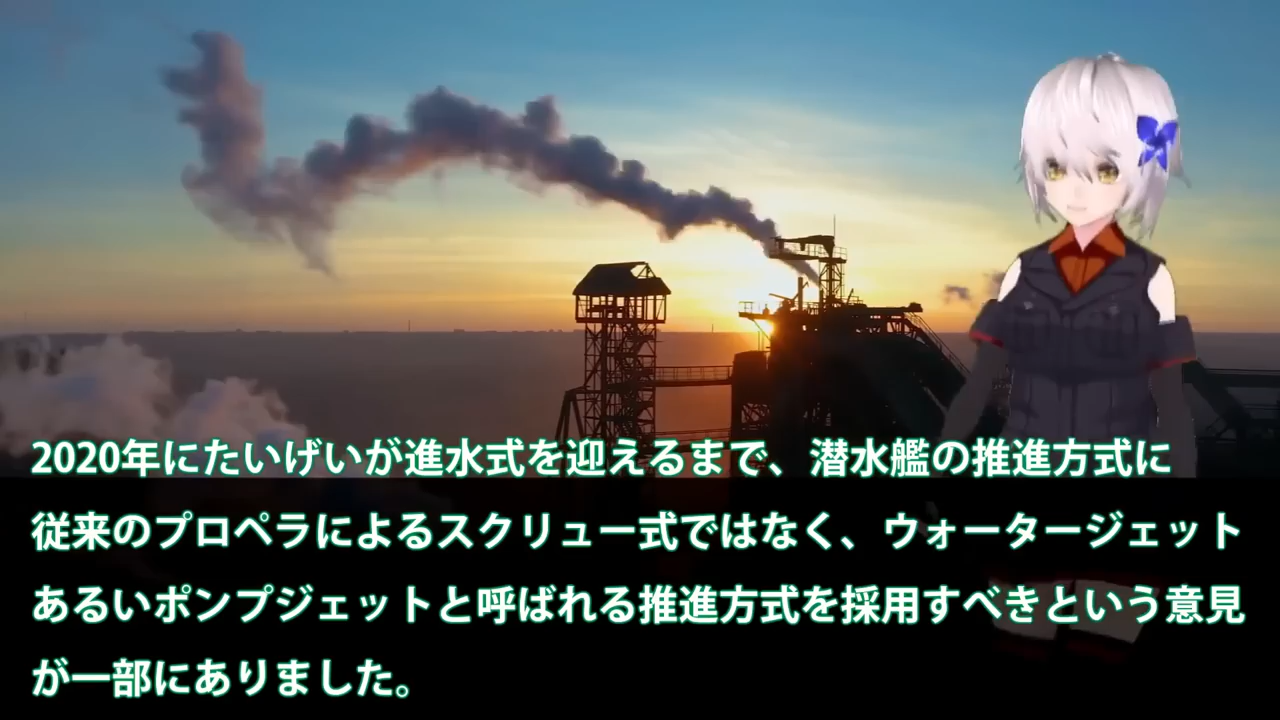 2020年にたいげいが進水式を迎えるまで、潜水艦の推進方式に
従来のプロペラによるスクリュー式ではなく、ウォータージェット
あるいポンプジェットと呼ばれる推進方式を採用すべきという意見
が一部にありました。